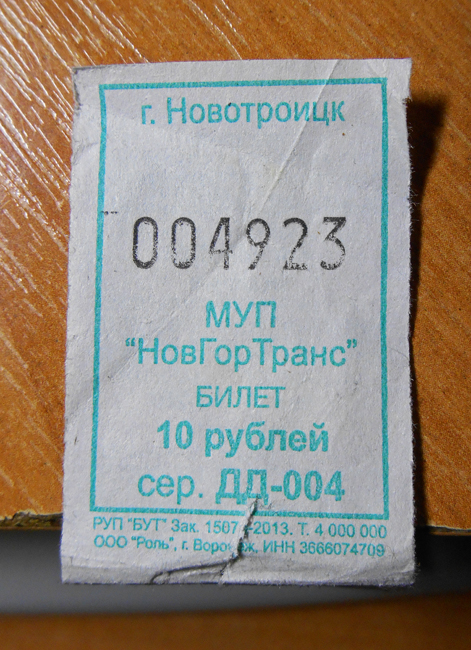 г. Новотроицк
004923
МУП
"НовГорТранс"
БИЛЕТ
10 рублей
сер. ДД-004
РУП "БУТ" Зак. 1507 -2013. Т. 4 000 000
ООО "Роль", г. Воронеж, ИНН 3666074709